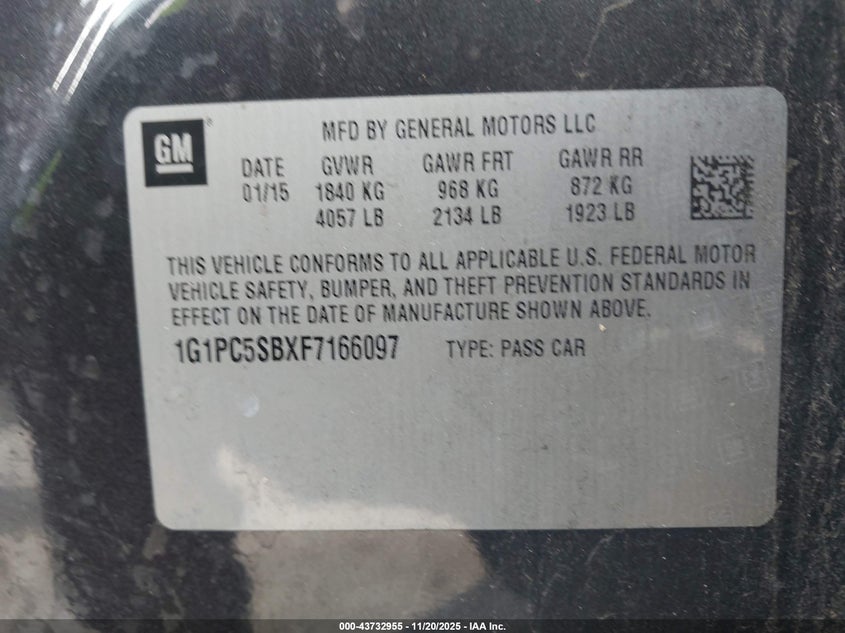 GM
®
MFD BY GENERAL MOTORS LLC
DATE GVWR GAWR FRT GAWR RR
01/15 1840 KG 968 KG 872 KG
4057 LB 2134 LB 1923 LB
THIS VEHICLE CONFORMS TO ALL APPLICABLE U.S. FEDERAL MOTOR
VEHICLE SAFETY, BUMPER, AND THEFT PREVENTION STANDARDS IN
EFFECT ON THE DATE OF MANUFACTURE SHOWN ABOVE.
1G1PC5SBXF7166097 TYPE: PASS CAR
000-43732955 - 11/20/2025 - IAA Inc.